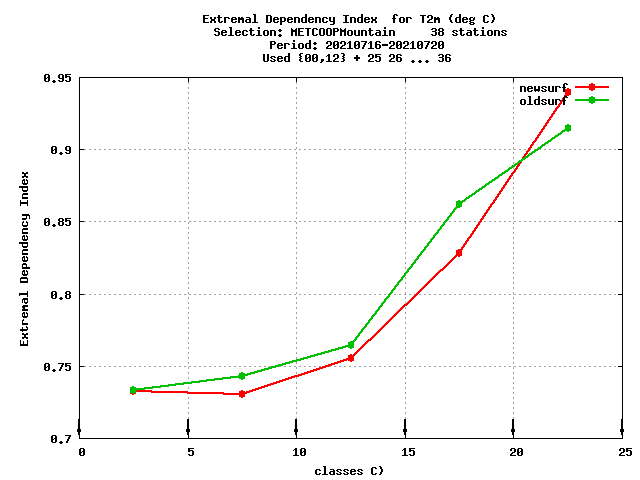 Extremal Dependency Index  for T2m (deg C)
Selection: METCOOPMountain     38 stations
Period: 20210716-20210720
Used {00,12} + 25 26 ... 36
0.95
newsurf
oldsurf
0.9
0.85
0.8
0.75
0.7
Extremal Dependency Index
0 5 10 15 20 25
classes C)